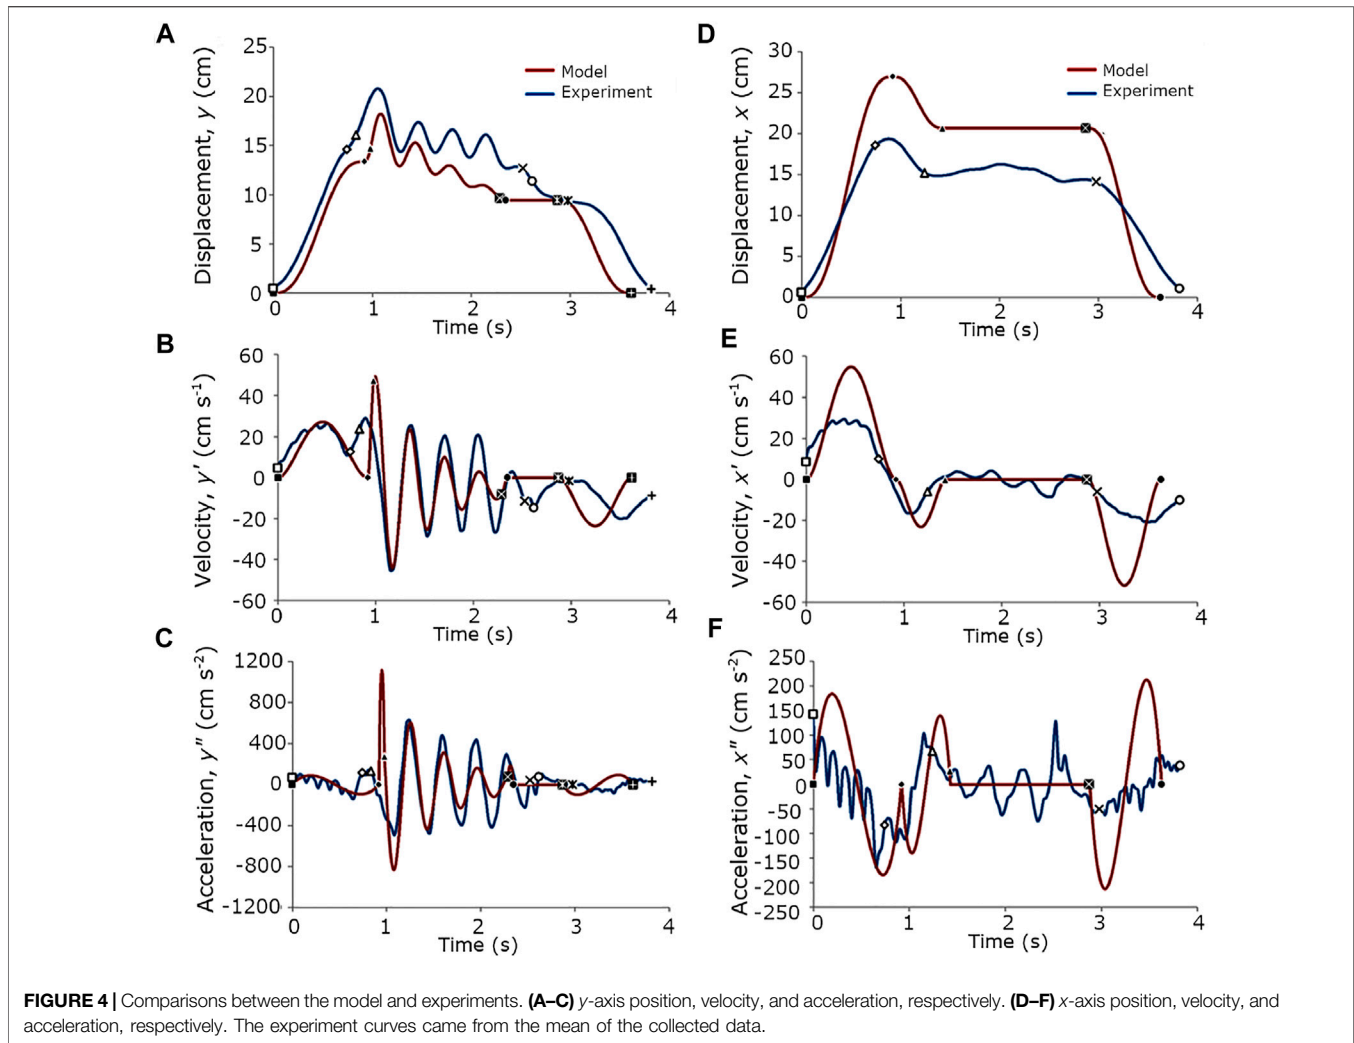 A
25
20
15
10
5
0
Displacement, y (cm)
Model
Experiment
0 1 2 3 4
Time (s)
D
30
25
20
15
10
5
0
Displacement, x (cm)
Model
Experiment
0 1 2 3 4
Time (s)
B
60
40
20
0
-20
-40
-60
Velocity, y' (cm s-1)
0 1 2 3 4
Time (s)
E
60
40
20
0
-20
-40
-60
Velocity, x' (cm s-1)
0 1 2 3 4
Time (s)
C
1200
800
400
0
-400
-800
-1200
Acceleration, y" (cm s-2)
0 1 2 3 4
Time (s)
F
250
200
150
100
50
0
-50
-100
-150
-200
-250
Acceleration, x" (cm s-2)
0 1 2 3 4
Time (s)
FIGURE 4 | Comparisons between the model and experiments. (A–C) y-axis position, velocity, and acceleration, respectively. (D–F) x-axis position, velocity, and
acceleration, respectively. The experiment curves came from the mean of the collected data.